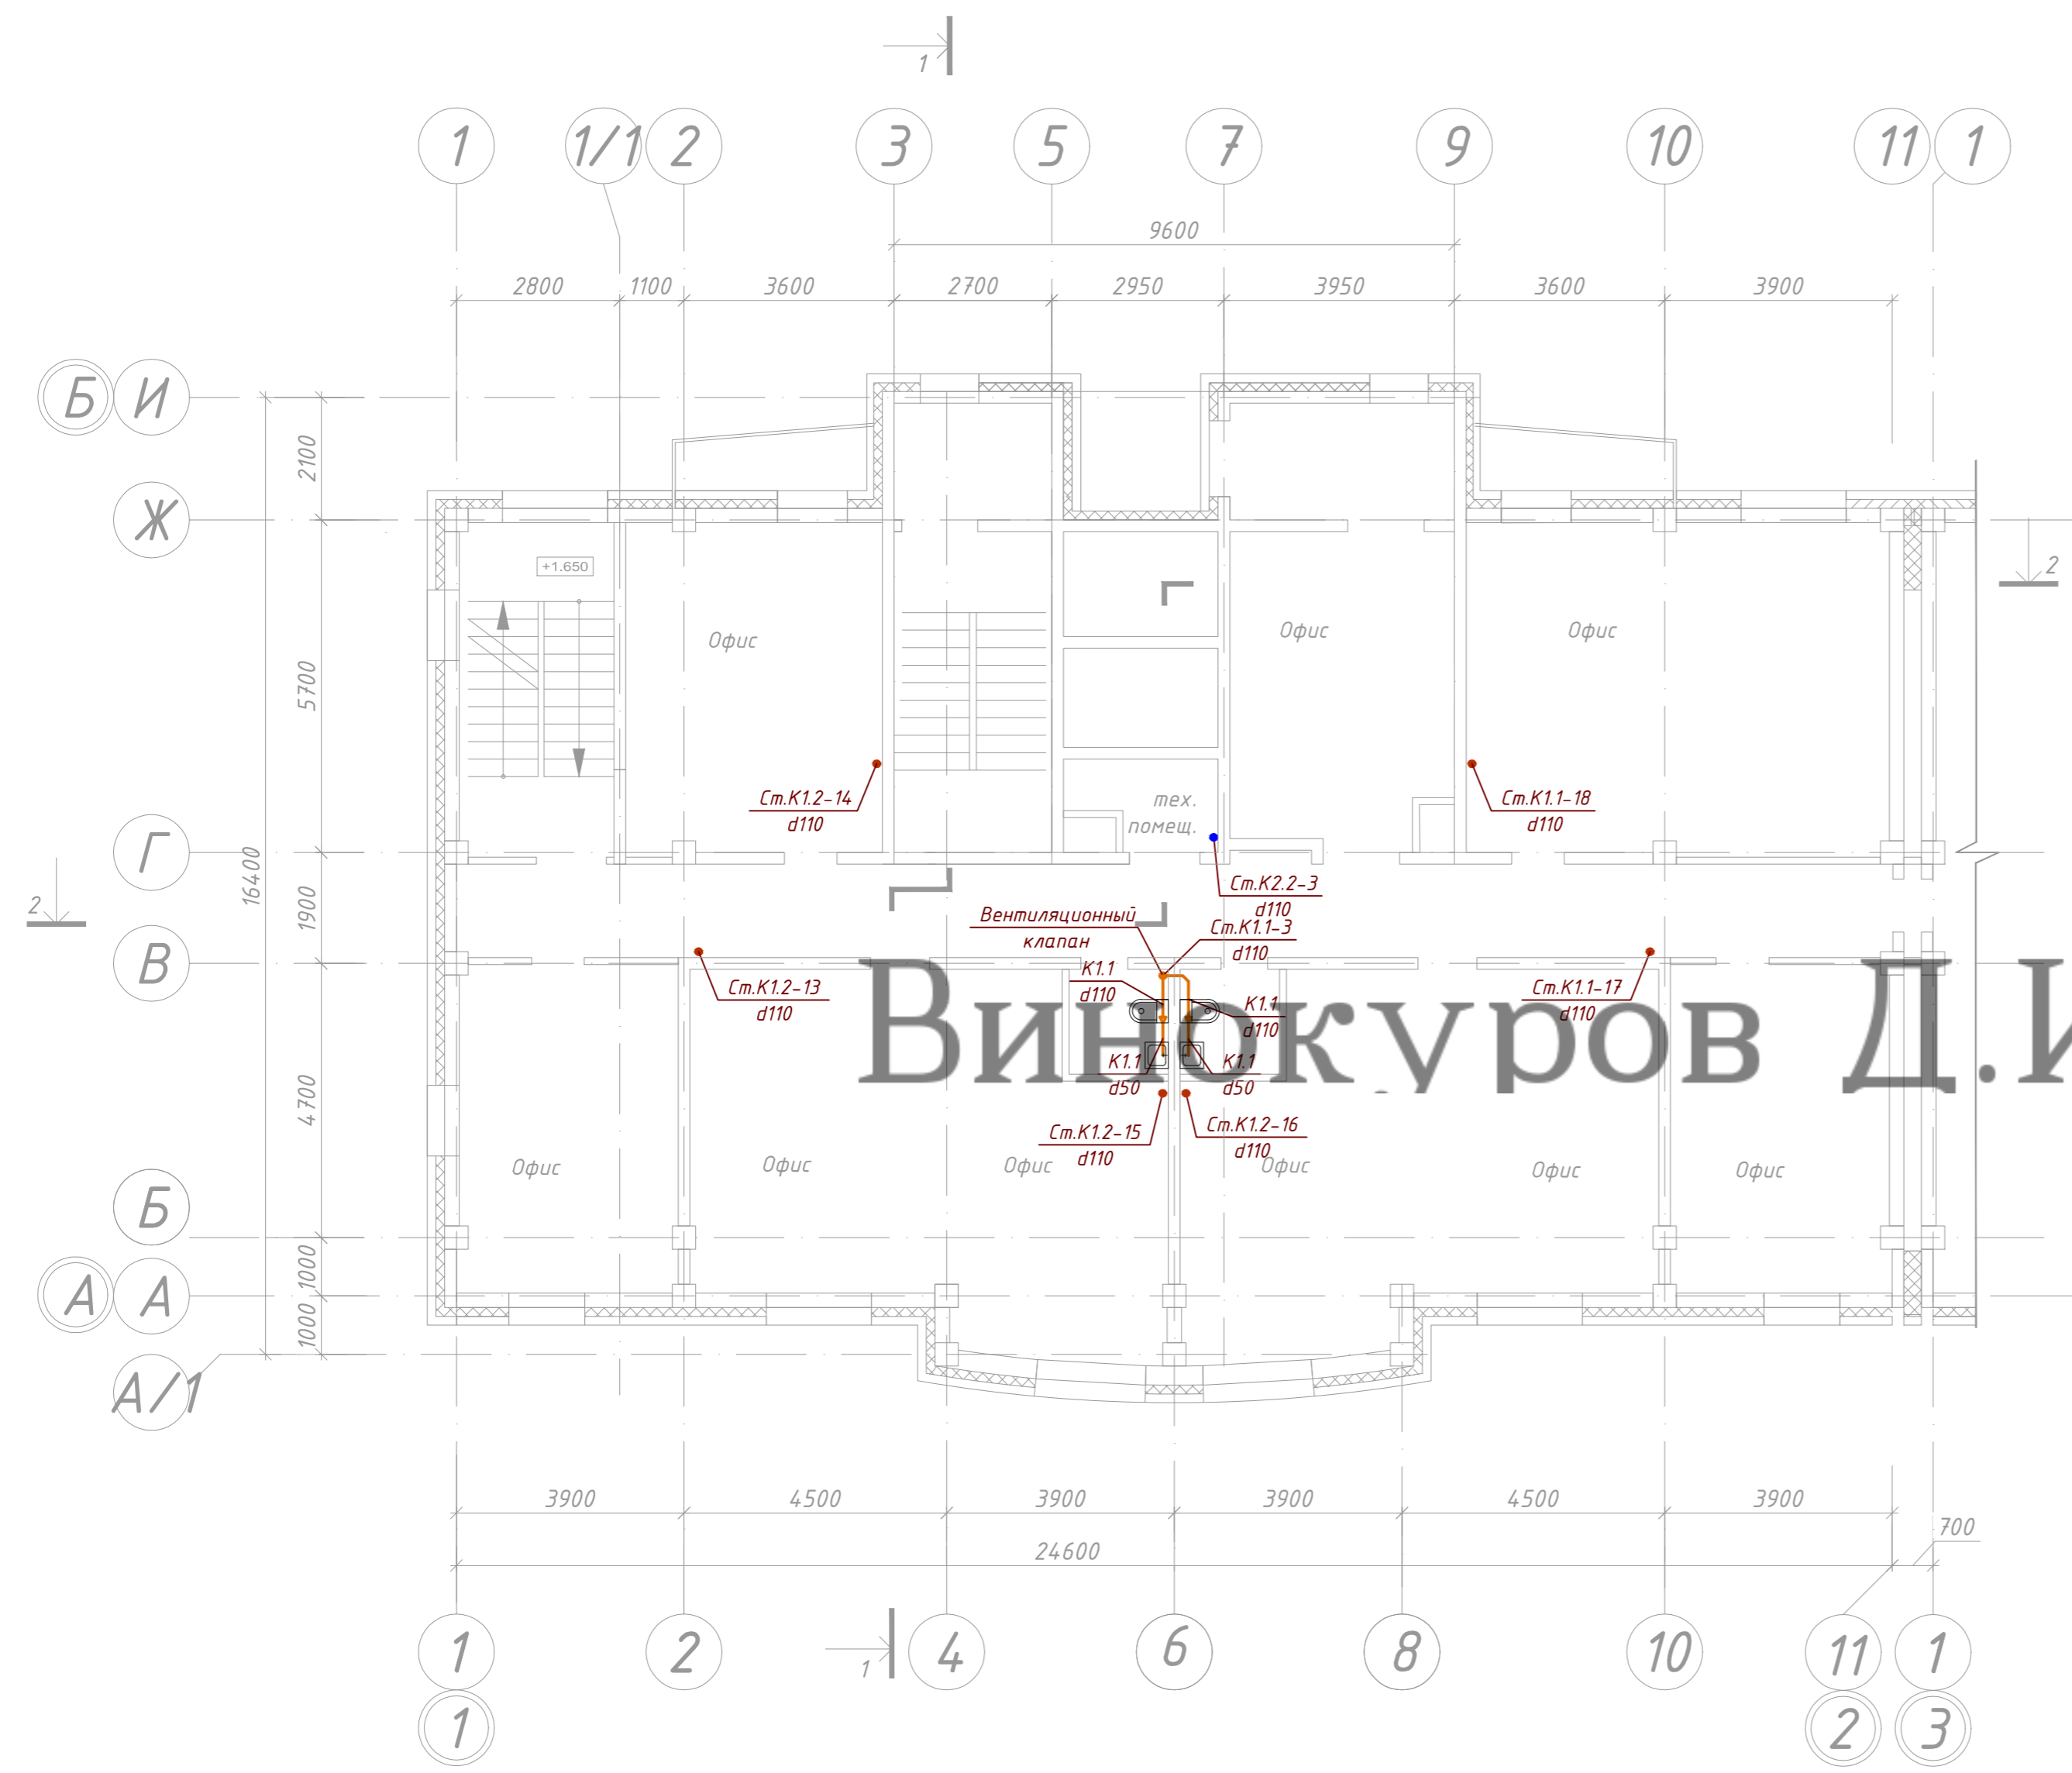 1
1 1/1 2 3 5 7 9 10 11 1
9600
2800 1100 3600 2700 2950 3950 3600 3900
Б И
2100
Ж
+1.650
2
Офис Офис Офис
5700
Ст.К1.2-14
d110
тех.
помещ.
Ст.К1.1-18
d110
Г
16400
Ст.К2.2-3
d110
2
1900
Вентиляционный
клапан
Ст.К1.1-3
d110
В
К1.1
d110
Ст.К1.2-13
d110
Ст.К1.1-17
d110
К1.1
d110
Винокуров Д.И
К1.1
d50
К1.1
d50
4700
Ст.К1.2-15
d110
Ст.К1.2-16
d110
Офис Офис Офис Офис Офис Офис
Б
1000
А А
1000
А/1
3900 4500 3900 3900 4500 3900
700
24600
1 2 4 6 8 10 11 1
1
1 2 3